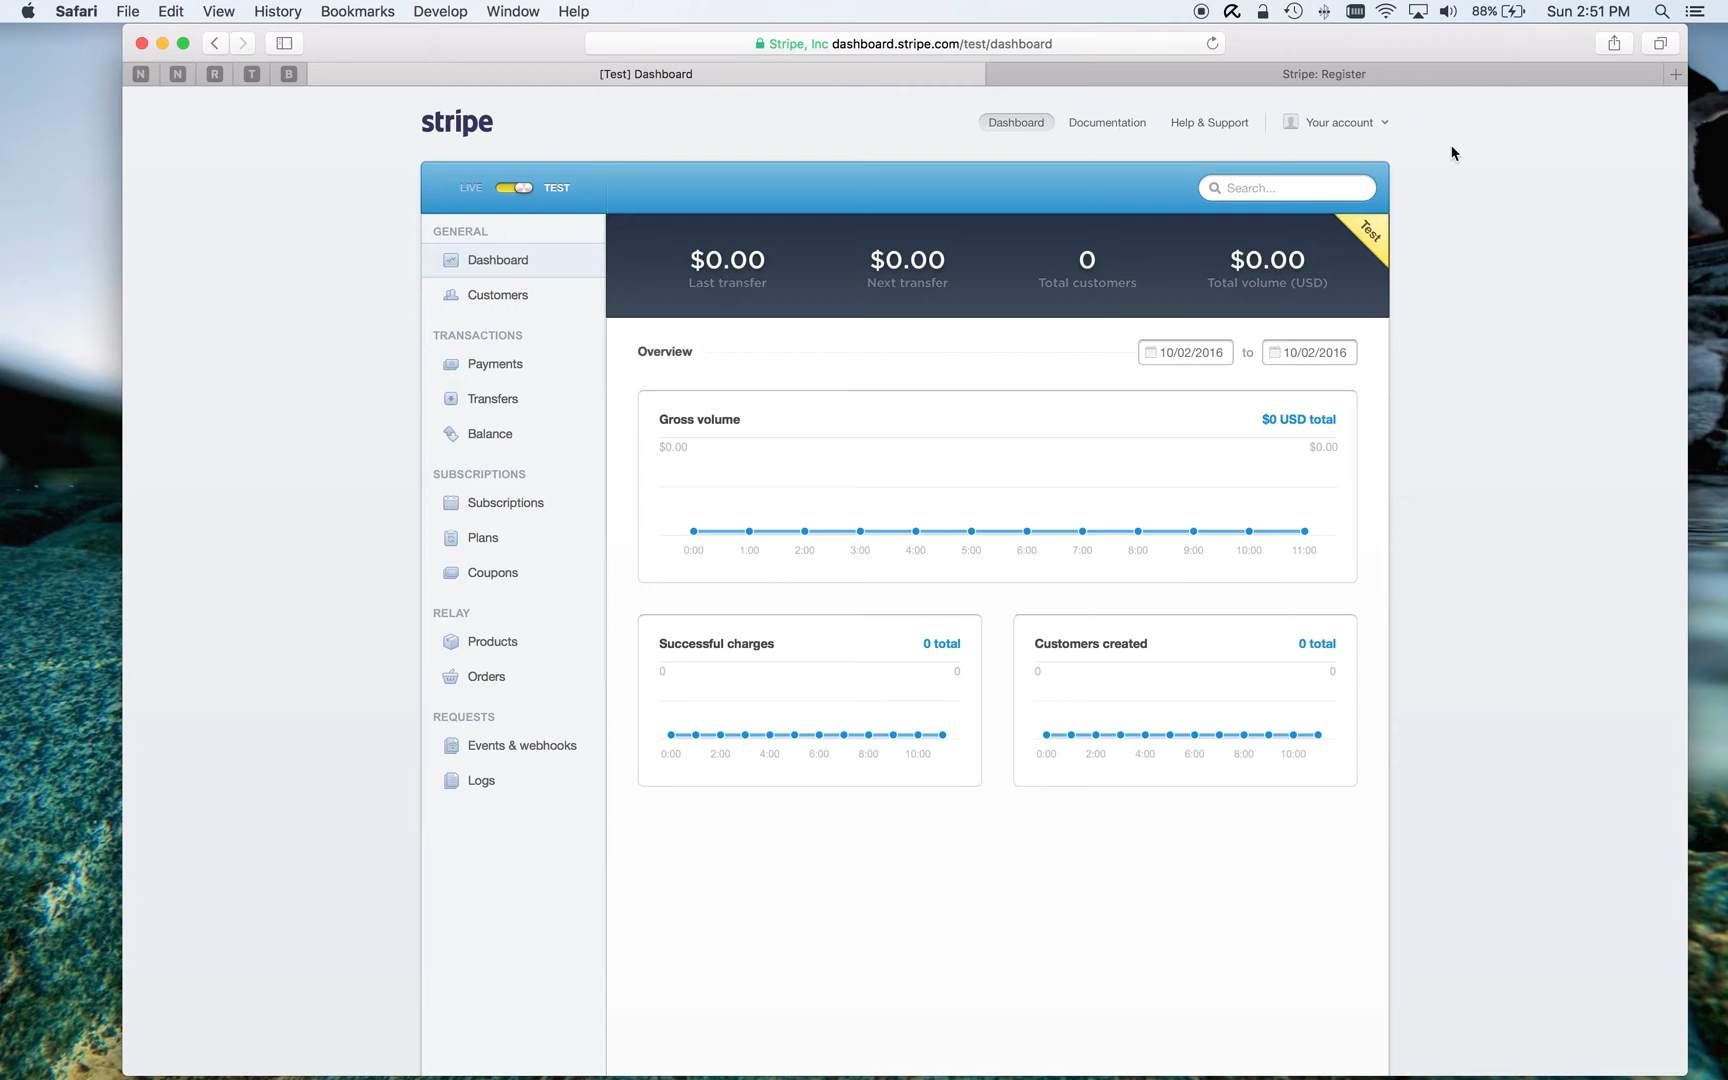 Safari File Edit View History Bookmarks Develop Window Help 88% Sun 2:51 PM
Stripe, Inc dashboard.stripe.com/test/dashboard
N N R T B [Test] Dashboard Stripe: Register +
stripe Dashboard Documentation Help & Support Your account
LIVE TEST Search...
GENERAL
Dashboard
Customers
TRANSACTIONS
Payments
Transfers
Balance
SUBSCRIPTIONS
Subscriptions
Plans
Coupons
RELAY
Products
Orders
REQUESTS
Events & webhooks
Logs
Test
$0.00 $0.00 0 $0.00
Last transfer Next transfer Total customers Total volume (USD)
Overview 10/02/2016 to 10/02/2016
Gross volume $0 USD total
$0.00 $0.00
0:00 1:00 2:00 3:00 4:00 5:00 6:00 7:00 8:00 9:00 10:00 11:00
Successful charges 0 total
0 0
0:00 2:00 4:00 6:00 8:00 10:00
Customers created 0 total
0 0
0:00 2:00 4:00 6:00 8:00 10:00